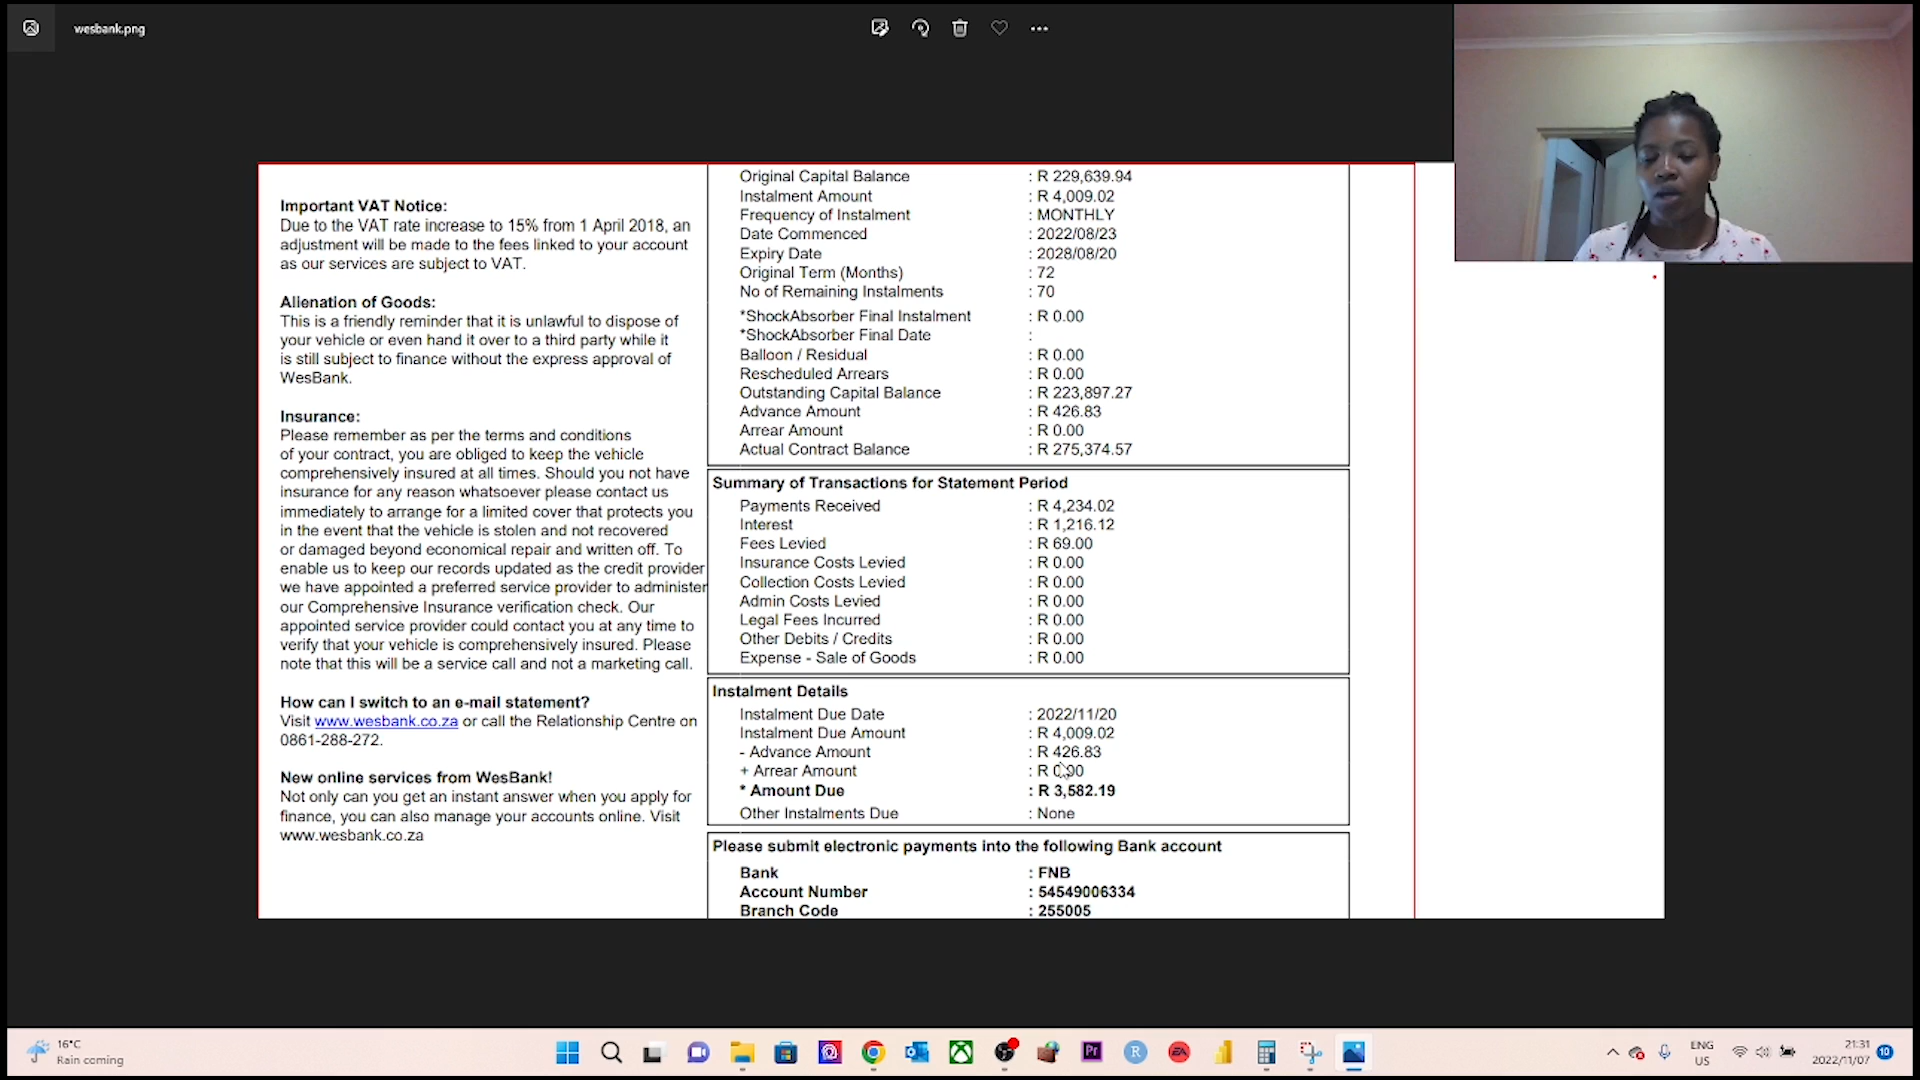 wesbank.png
Important VAT Notice:
Due to the VAT rate increase to 15% from 1 April 2018, an
adjustment will be made to the fees linked to your account
as our services are subject to VAT.
Alienation of Goods:
This is a friendly reminder that it is unlawful to dispose of
your vehicle or even hand it over to a third party while it
is still subject to finance without the express approval of
WesBank.
Insurance:
Please remember as per the terms and conditions
of your contract, you are obliged to keep the vehicle
comprehensively insured at all times. Should you not have
insurance for any reason whatsoever please contact us
immediately to arrange for a limited cover that protects you
in the event that the vehicle is stolen and not recovered
or damaged beyond economical repair and written off. To
enable us to keep our records updated as the credit provider
we have appointed a preferred service provider to administer
our Comprehensive Insurance verification check. Our
appointed service provider could contact you at any time to
verify that your vehicle is comprehensively insured. Please
note that this will be a service call and not a marketing call.
How can I switch to an e-mail statement?
Visit www.wesbank.co.za or call the Relationship Centre on
0861-288-272.
New online services from WesBank!
Not only can you get an instant answer when you apply for
finance, you can also manage your accounts online. Visit
www.wesbank.co.za
Original Capital Balance : R 229,639.94
Instalment Amount : R 4,009.02
Frequency of Instalment : MONTHLY
Date Commenced : 2022/08/23
Expiry Date : 2028/08/20
Original Term (Months) : 72
No of Remaining Instalments : 70
*ShockAbsorber Final Instalment : R 0.00
*ShockAbsorber Final Date :
Balloon / Residual : R 0.00
Rescheduled Arrears : R 0.00
Outstanding Capital Balance : R 223,897.27
Advance Amount : R 426.83
Arrear Amount : R 0.00
Actual Contract Balance : R 275,374.57
Summary of Transactions for Statement Period
Payments Received : R 4,234.02
Interest : R 1,216.12
Fees Levied : R 69.00
Insurance Costs Levied : R 0.00
Collection Costs Levied : R 0.00
Admin Costs Levied : R 0.00
Legal Fees Incurred : R 0.00
Other Debits / Credits : R 0.00
Expense - Sale of Goods : R 0.00
Instalment Details
Instalment Due Date : 2022/11/20
Instalment Due Amount : R 4,009.02
- Advance Amount : R 426.83
+ Arrear Amount : R 0.00
* Amount Due : R 3,582.19
Other Instalments Due : None
Please submit electronic payments into the following Bank account
Bank : FNB
Account Number : 54549006334
Branch Code : 255005
16°C
Rain coming
Pr
R
EA
ENG
US
21:31
2022/11/07
10